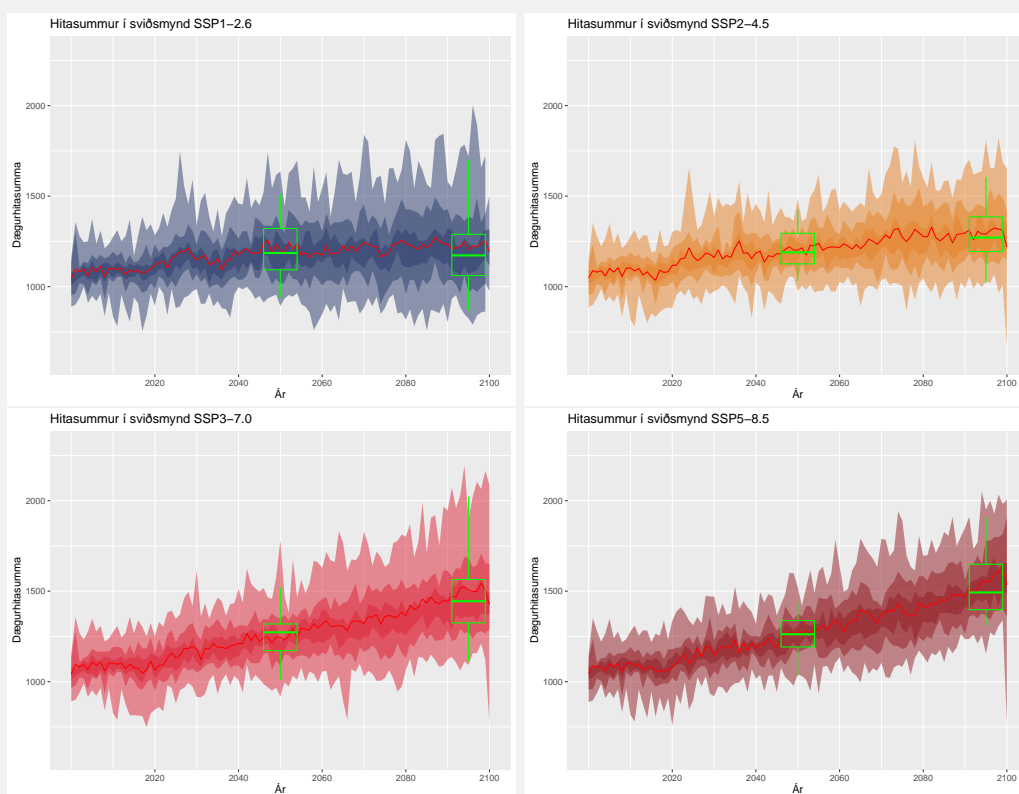 Hitasummur í sviðsmynd SSP1−2.6
Dægurhitasumma
2000
1500
1000
2020 2040 2060 2080 2100
Ár
Hitasummur í sviðsmynd SSP2−4.5
Dægurhitasumma
2000
1500
1000
2020 2040 2060 2080 2100
Ár
Hitasummur í sviðsmynd SSP3−7.0
Dægurhitasumma
2000
1500
1000
2020 2040 2060 2080 2100
Ár
Hitasummur í sviðsmynd SSP5−8.5
Dægurhitasumma
2000
1500
1000
2020 2040 2060 2080 2100
Ár